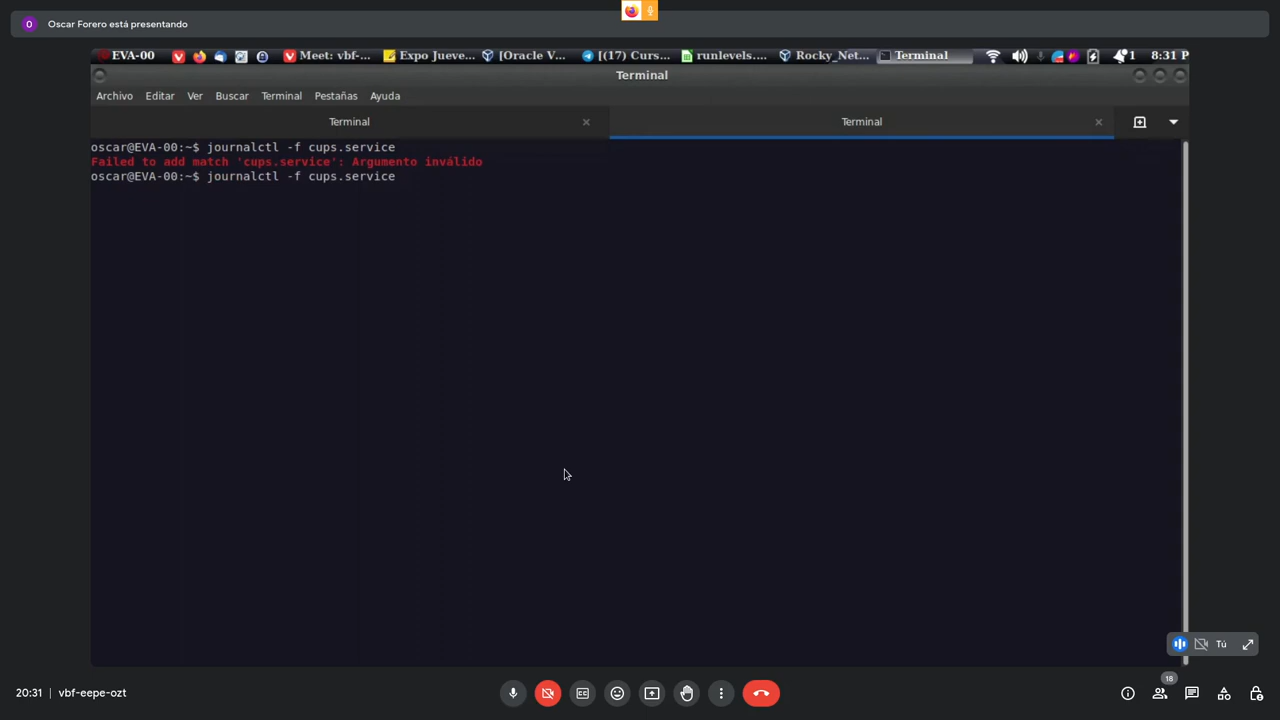 O Oscar Forero está presentando
EVA-00 Meet: vbf-... Expo Jueve... [Oracle V... [(17) Curs... runlevels.... Rocky_Net... Terminal 1 8:31 P
Terminal
Archivo Editar Ver Buscar Terminal Pestañas Ayuda
Terminal Terminal
oscar@EVA-00:~$ journalctl -f cups.service
Failed to add match 'cups.service': Argumento inválido
oscar@EVA-00:~$ journalctl -f cups.service
Tú
18
20:31 | vbf-eepe-ozt